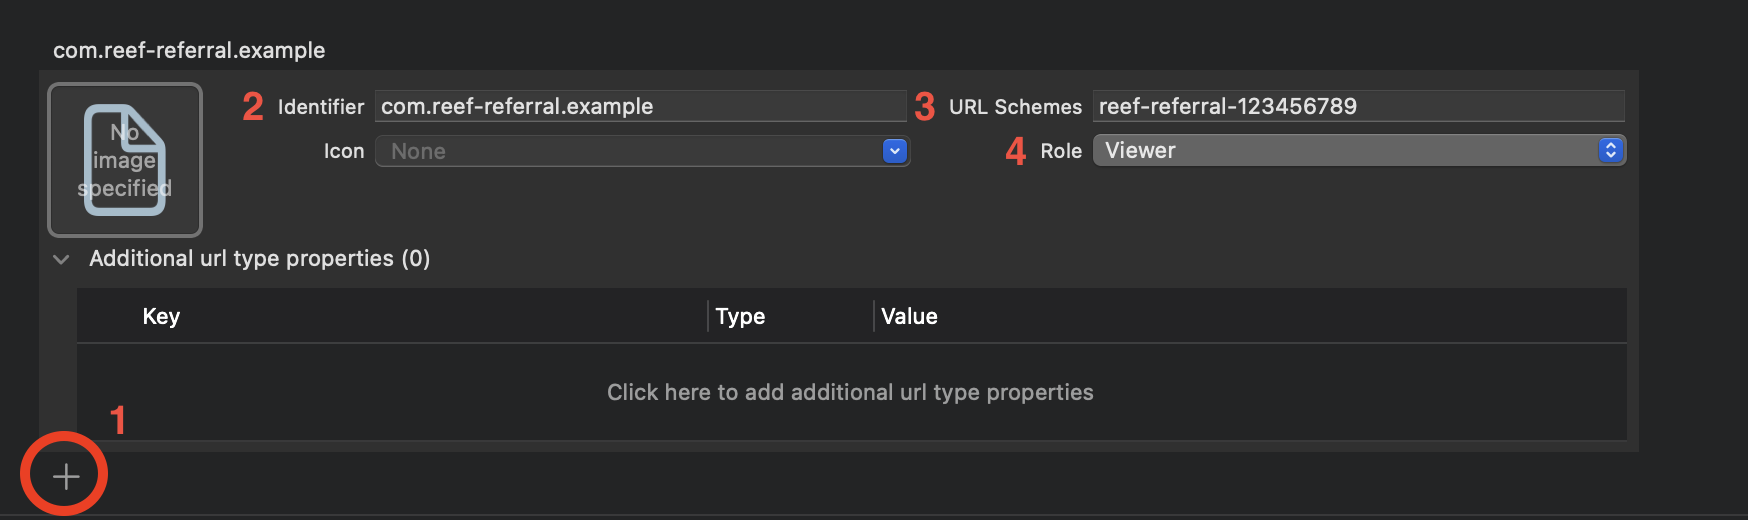 com.reef-referral.example
No
image
specified
2 Identifier com.reef-referral.example 3 URL Schemes reef-referral-123456789
Icon None 4 Role Viewer
Additional url type properties (0)
Key Type Value
Click here to add additional url type properties
1